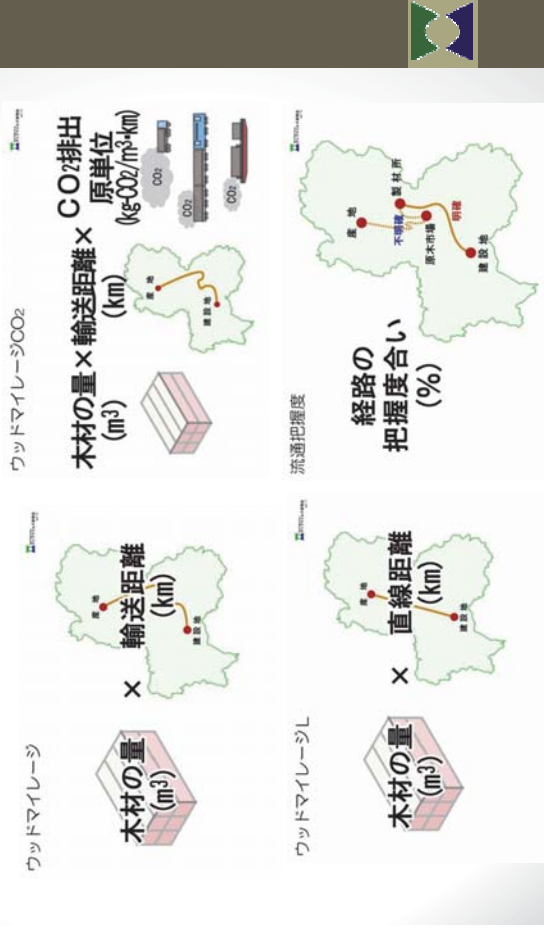 ウッドマイレージ
木材の量
(m³)
×
輸送距離
(km)
産地
建設地
ウッドマイレージCO₂
木材の量×輸送距離×
(m³)
(km)
CO₂排出
原単位
(kg-CO₂/m³・km)
産地
建設地
CO₂
CO₂
CO₂
ウッドマイレージL
木材の量
(m³)
×
直線距離
(km)
産地
建設地
流通把握度
経路の
把握度合い
(%)
産地
不明確
製材所
原木市場
明確
建設地